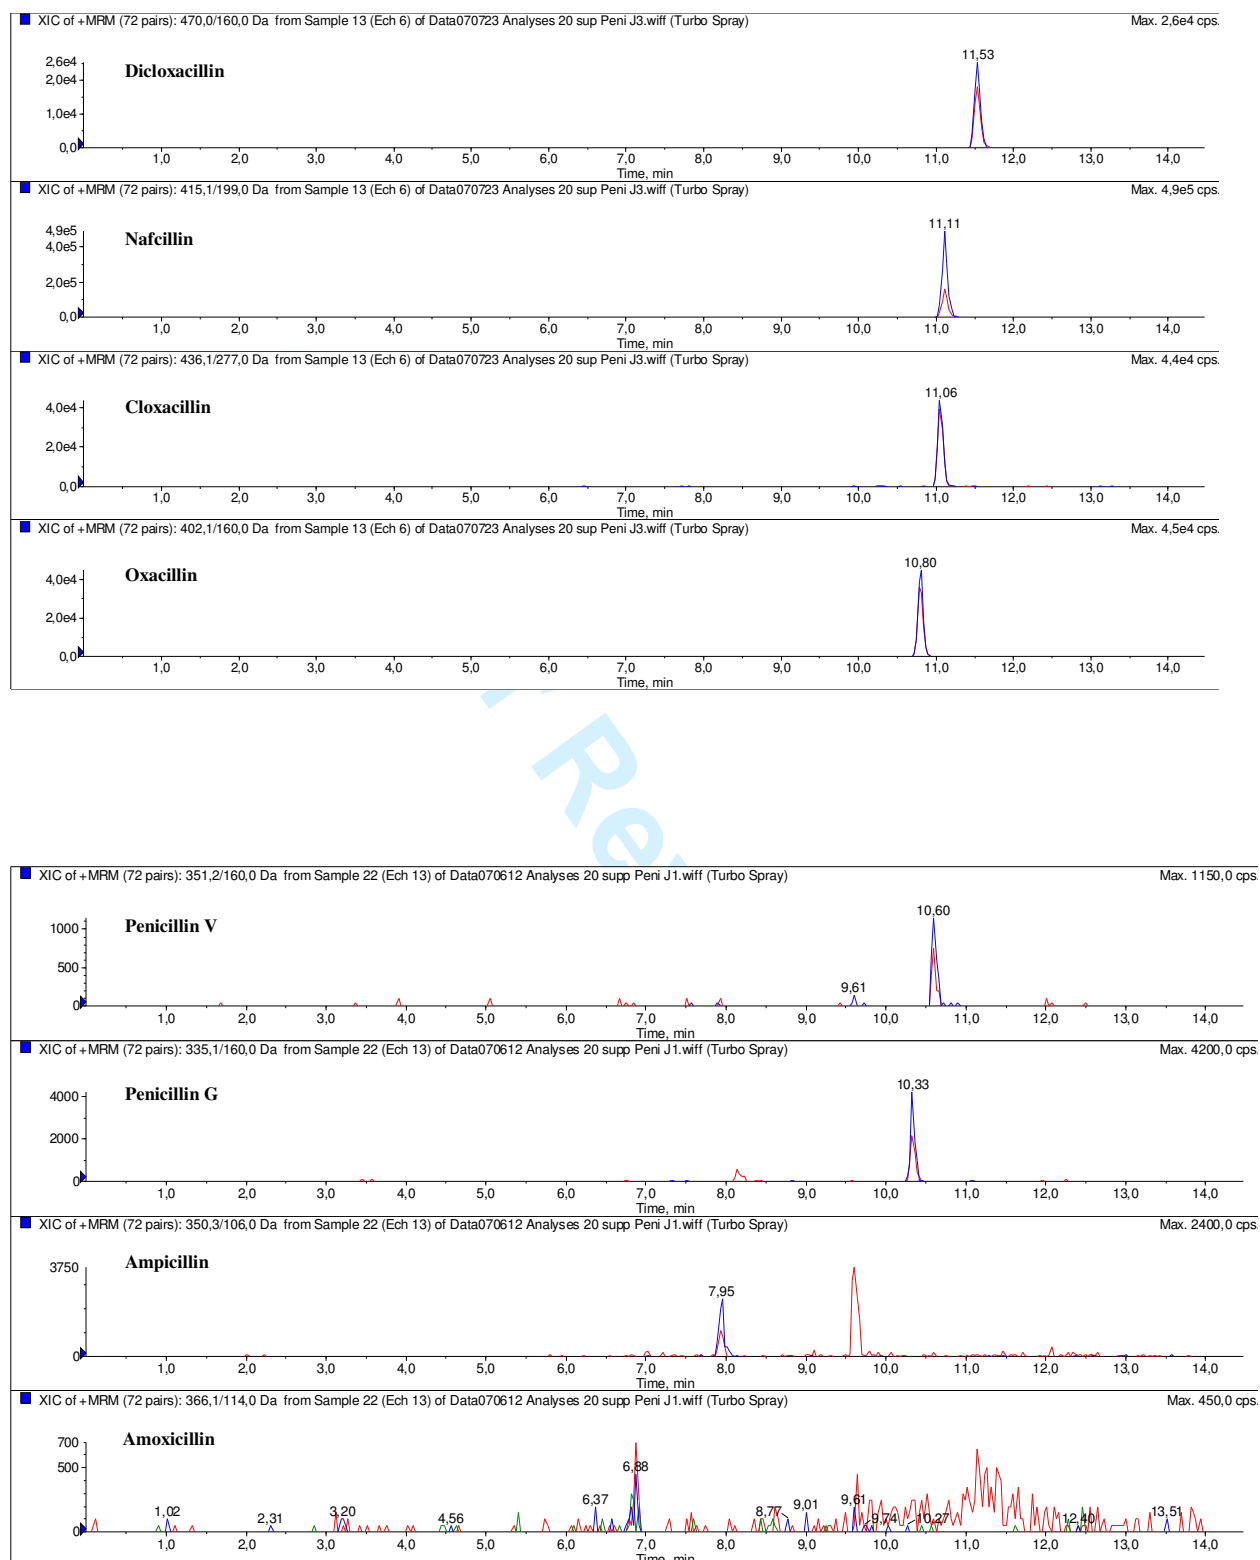 XIC of +MRM (72 pairs): 470,0/160,0 Da from Sample 13 (Ech 6) of Data070723 Analyses 20 sup Peni J3.wiff (Turbo Spray) Max. 2,6e4 cps.
11,53
2,6e4
Dicloxacillin
2,0e4
1,0e4
0,0
1,0 2,0 3,0 4,0 5,0 6,0 7,0 8,0 9,0 10,0 11,0 12,0 13,0 14,0
Time, min
XIC of +MRM (72 pairs): 415,1/199,0 Da from Sample 13 (Ech 6) of Data070723 Analyses 20 sup Peni J3.wiff (Turbo Spray) Max. 4,9e5 cps.
11,11
4,9e5
Nafcillin
4,0e5
2,0e5
0,0
1,0 2,0 3,0 4,0 5,0 6,0 7,0 8,0 9,0 10,0 11,0 12,0 13,0 14,0
Time, min
XIC of +MRM (72 pairs): 436,1/277,0 Da from Sample 13 (Ech 6) of Data070723 Analyses 20 sup Peni J3.wiff (Turbo Spray) Max. 4,4e4 cps.
11,06
4,0e4
Cloxacillin
2,0e4
0,0
1,0 2,0 3,0 4,0 5,0 6,0 7,0 8,0 9,0 10,0 11,0 12,0 13,0 14,0
Time, min
XIC of +MRM (72 pairs): 402,1/160,0 Da from Sample 13 (Ech 6) of Data070723 Analyses 20 sup Peni J3.wiff (Turbo Spray) Max. 4,5e4 cps.
10,80
4,0e4
Oxacillin
2,0e4
0,0
1,0 2,0 3,0 4,0 5,0 6,0 7,0 8,0 9,0 10,0 11,0 12,0 13,0 14,0
Time, min
Rev
XIC of +MRM (72 pairs): 351,2/160,0 Da from Sample 22 (Ech 13) of Data070612 Analyses 20 supp Peni J1.wiff (Turbo Spray) Max. 1150,0 cps.
10,60
1000
Penicillin V
500
9,61
0
1,0 2,0 3,0 4,0 5,0 6,0 7,0 8,0 9,0 10,0 11,0 12,0 13,0 14,0
Time, min
XIC of +MRM (72 pairs): 335,1/160,0 Da from Sample 22 (Ech 13) of Data070612 Analyses 20 supp Peni J1.wiff (Turbo Spray) Max. 4200,0 cps.
10,33
4000
Penicillin G
2000
0
1,0 2,0 3,0 4,0 5,0 6,0 7,0 8,0 9,0 10,0 11,0 12,0 13,0 14,0
Time, min
XIC of +MRM (72 pairs): 350,3/106,0 Da from Sample 22 (Ech 13) of Data070612 Analyses 20 supp Peni J1.wiff (Turbo Spray) Max. 2400,0 cps.
3750
Ampicillin
7,95
0
1,0 2,0 3,0 4,0 5,0 6,0 7,0 8,0 9,0 10,0 11,0 12,0 13,0 14,0
Time, min
XIC of +MRM (72 pairs): 366,1/114,0 Da from Sample 22 (Ech 13) of Data070612 Analyses 20 supp Peni J1.wiff (Turbo Spray) Max. 450,0 cps.
700
Amoxicillin
500
6,88
6,37
1,02 2,31 3,20 4,56 8,77 9,01 9,61 9,74 10,27 12,40 13,51
0
1,0 2,0 3,0 4,0 5,0 6,0 7,0 8,0 9,0 10,0 11,0 12,0 13,0 14,0
Time, min